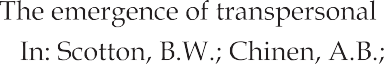 The emergence of transpersonal
In: Scotton, B.W.; Chinen, A.B.;